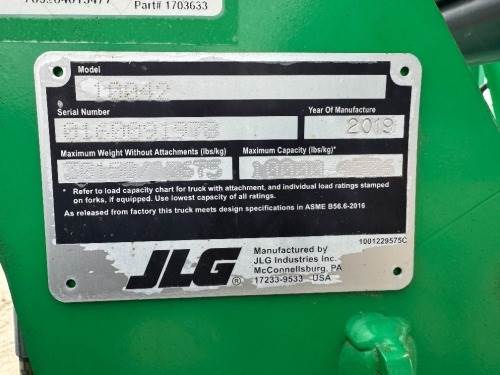 Part# 1703633
Model
10042
Serial Number
Year Of Manufacture
2019
Maximum Weight Without Attachments (lbs/kg)
Maximum Capacity (lbs/kg)*
* Refer to load capacity chart for truck with attachment, and individual load ratings stamped
on forks, if equipped. Use lowest capacity of all ratings.
As released from factory this truck meets design specifications in ASME B56.6-2016
1001229575C
JLG ®
Manufactured by
JLG Industries Inc.
McConnellsburg, PA
17233-9533 USA